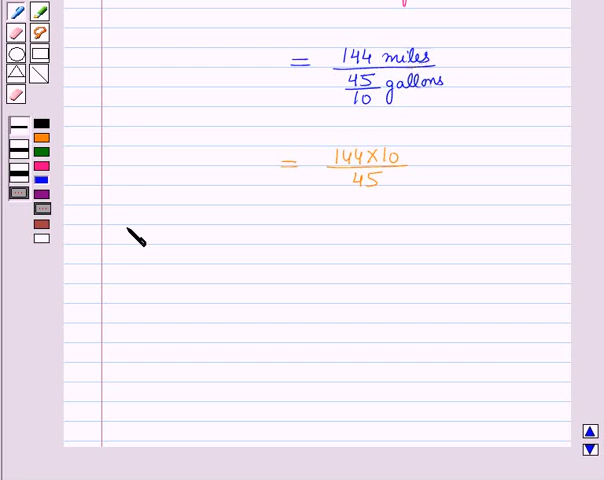 = 144 miles
45/10 gallons
= 144×10
45